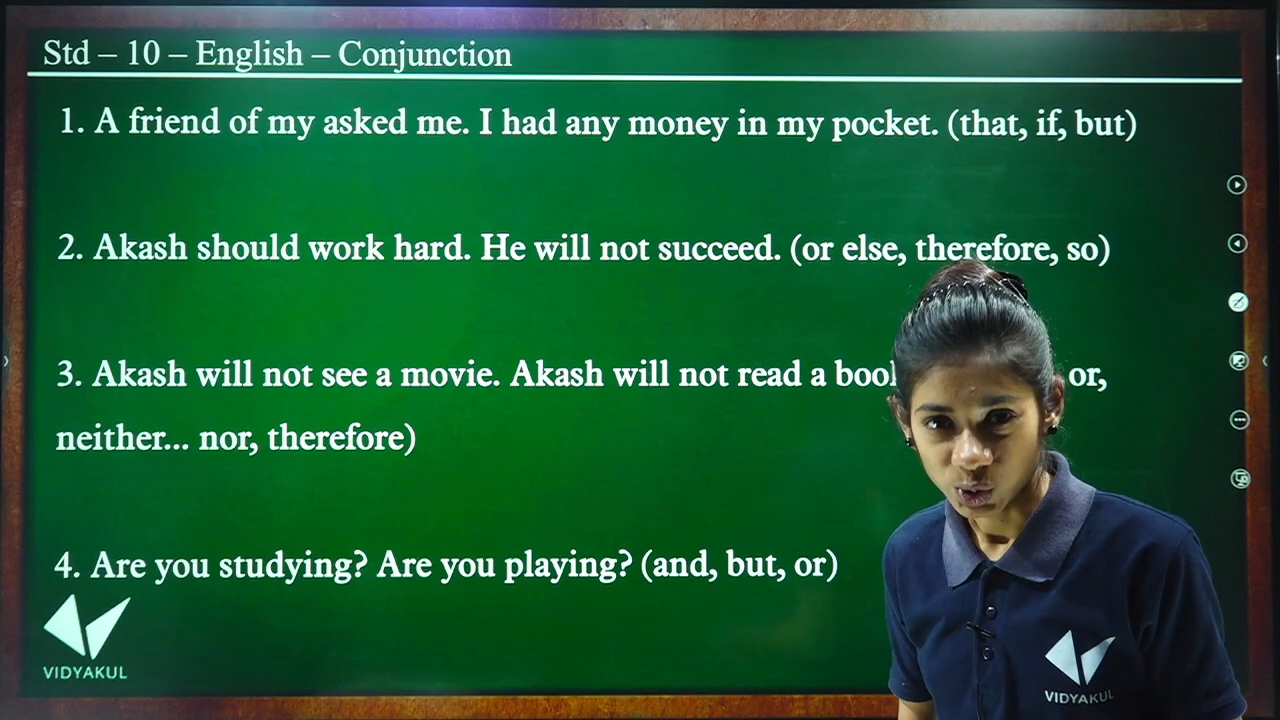 Std – 10 – English – Conjunction
1. A friend of my asked me. I had any money in my pocket. (that, if, but)
2. Akash should work hard. He will not succeed. (or else, therefore, so)
3. Akash will not see a movie. Akash will not read a or,
neither... nor, therefore)
4. Are you studying? Are you playing? (and, but, or)
VIDYAKUL
VIDYAKUL